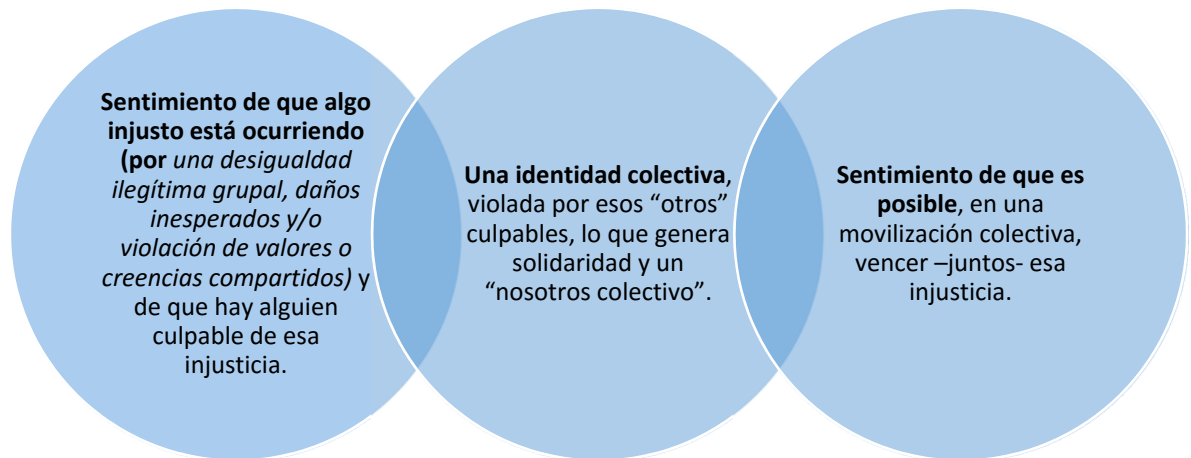 Sentimiento de que algo
injusto está ocurriendo
(por una desigualdad
ilegítima grupal, daños
inesperados y/o
violación de valores o
creencias compartidos) y
de que hay alguien
culpable de esa
injusticia.
Una identidad colectiva,
violada por esos “otros”
culpables, lo que genera
solidaridad y un
“nosotros colectivo”.
Sentimiento de que es
posible, en una
movilización colectiva,
vencer –juntos- esa
injusticia.